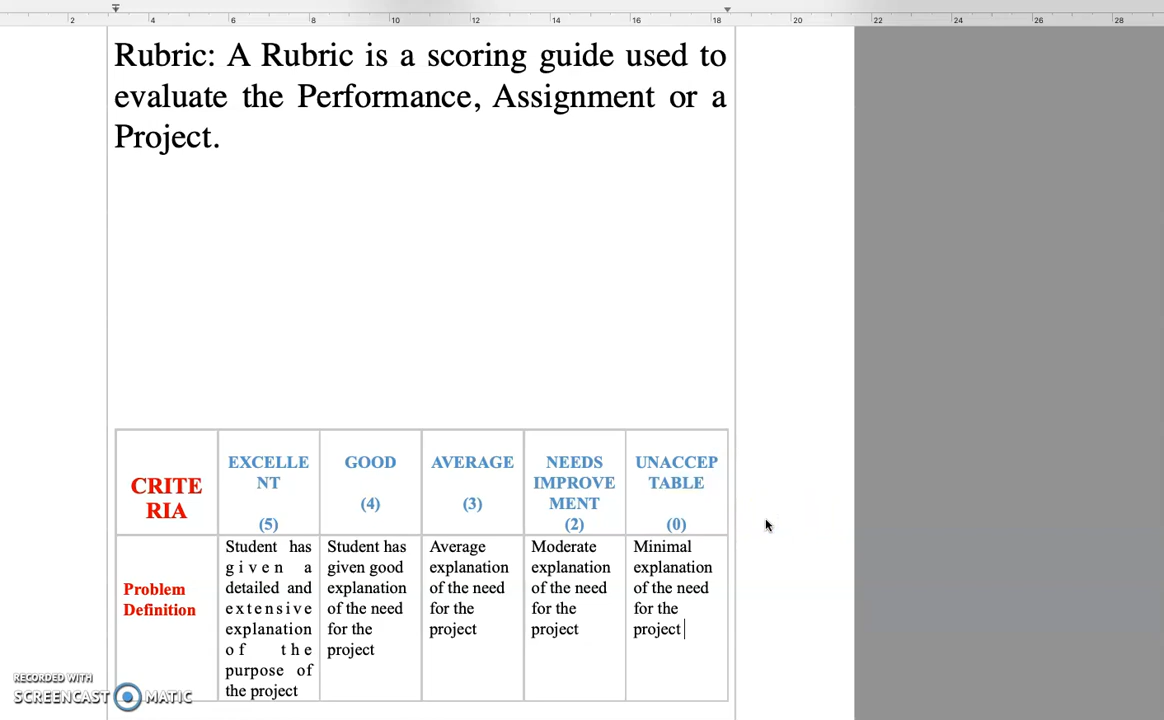 2 4 6 8 10 12 14 16 18 20 22 24 26 28
Rubric: A Rubric is a scoring guide used to
evaluate the Performance, Assignment or a
Project.
CRITE
RIA
EXCELLE
NT
(5)
GOOD
(4)
AVERAGE
(3)
NEEDS
IMPROVE
MENT
(2)
UNACCEP
TABLE
(0)
Problem
Definition
Student has
given a
detailed and
extensive
explanation
of the
purpose of
the project
Student has
given good
explanation
of the need
for the
project
Average
explanation
of the need
for the
project
Moderate
explanation
of the need
for the
project
Minimal
explanation
of the need
for the
project
RECORDED WITH
SCREENCAST MATIC